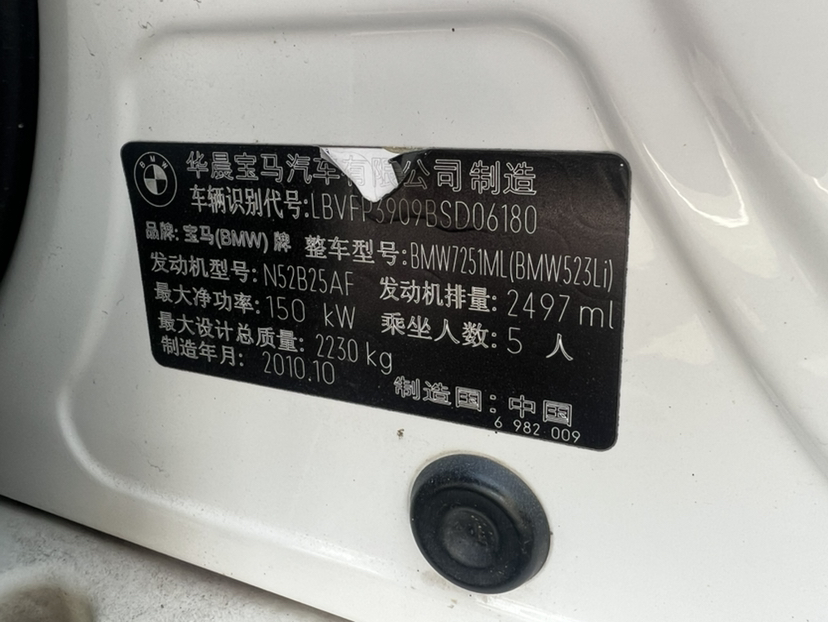 BMW
华晨宝马汽车有限公司制造
车辆识别代号:LBVFP3909BSD06180
品牌: 宝马(BMW) 牌 整车型号:BMW7251ML(BMW523Li)
发动机型号: N52B25AF 发动机排量: 2497 ml
最大净功率: 150 kW 乘坐人数: 5 人
最大设计总质量: 2230 kg
制造年月: 2010.10
制造国: 中国
6 982 009